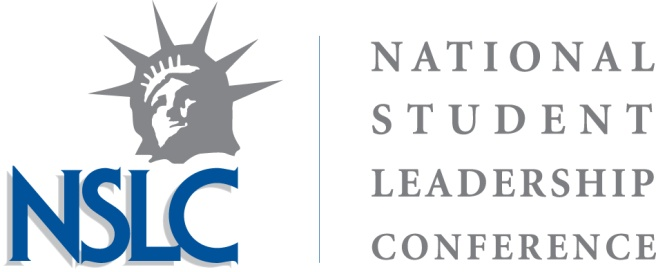 NSLC
NATIONAL
STUDENT
LEADERSHIP
CONFERENCE